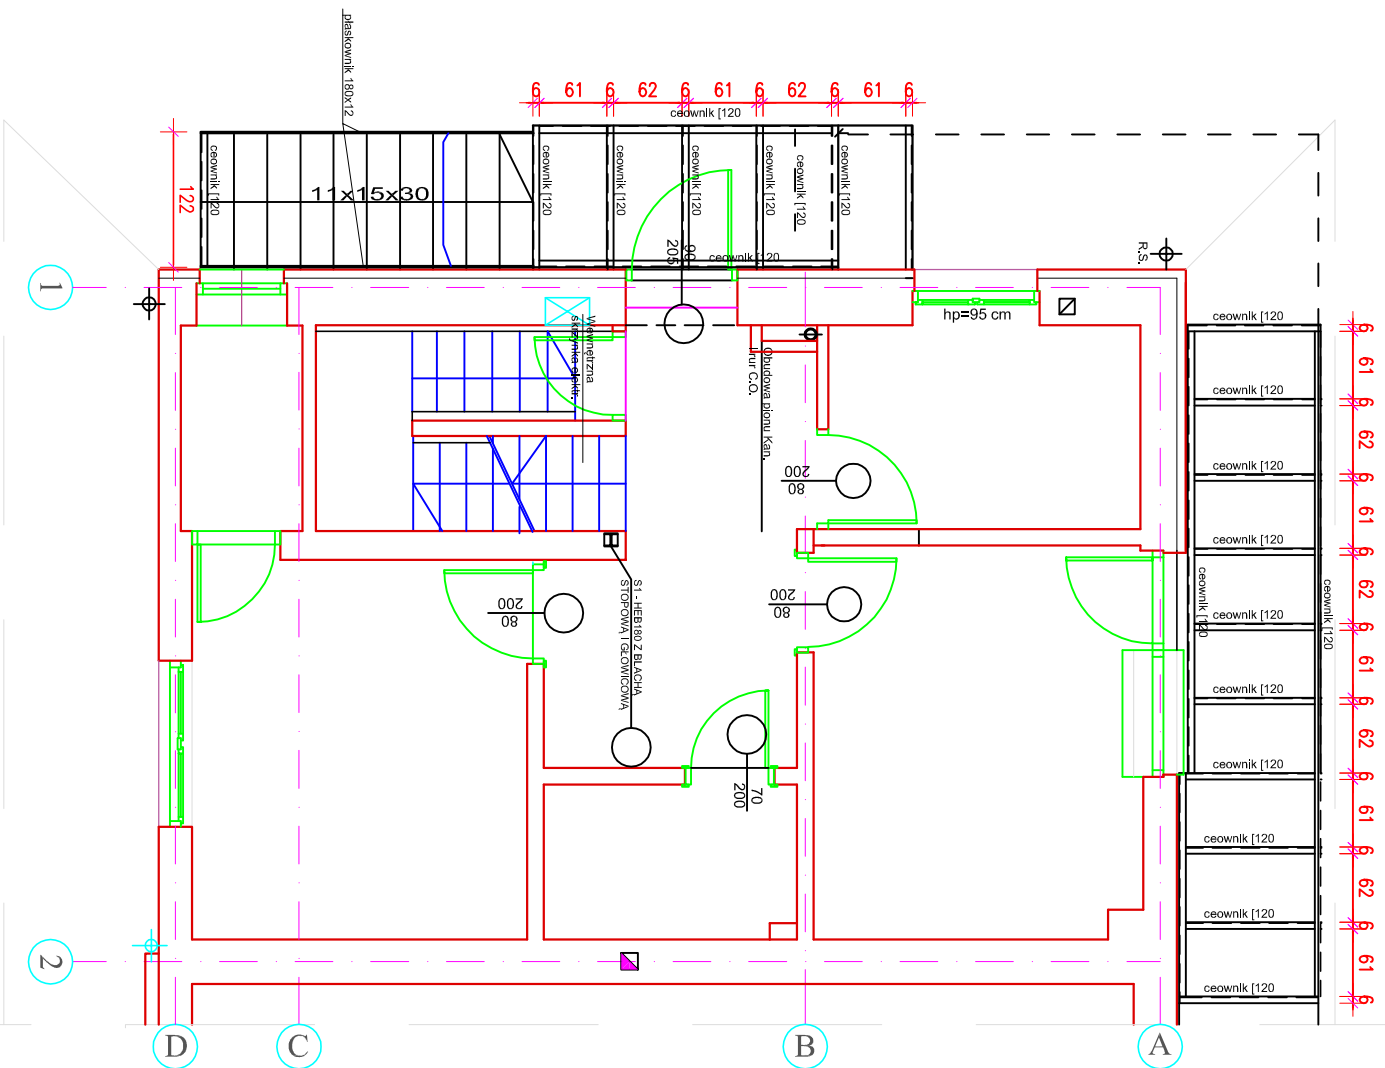 płaskownik 180x12
6 61 6 62 6 61 6 62 6 61 6
ceownIk [120
ceownIk [120
ceownIk [120
ceownIk [120
ceownIk [120
ceownIk [120
ceownIk [120
ceownIk [120
ceownIk [120
122
11x15x30
90
205
R.S.
1
hp=95 cm
Wewnętrzna
skrzynka elektr.
Obudowa pionu Kan.
I rur C.O.
80
200
80
200
80
200
S1 - HEB180 Z BLACHĄ
STOPOWĄ I GŁOWICOWĄ
70
200
ceownIk [120
ceownIk [120
ceownIk [120
ceownIk [120
ceownIk [120
ceownIk [120
ceownIk [120
ceownIk [120
ceownIk [120
ceownIk [120
ceownIk [120
ceownIk [120
6 61 6 62 6 61 6 62 6 61 6 62 6 61 6 62 6 61 6
2
D
C
B
A